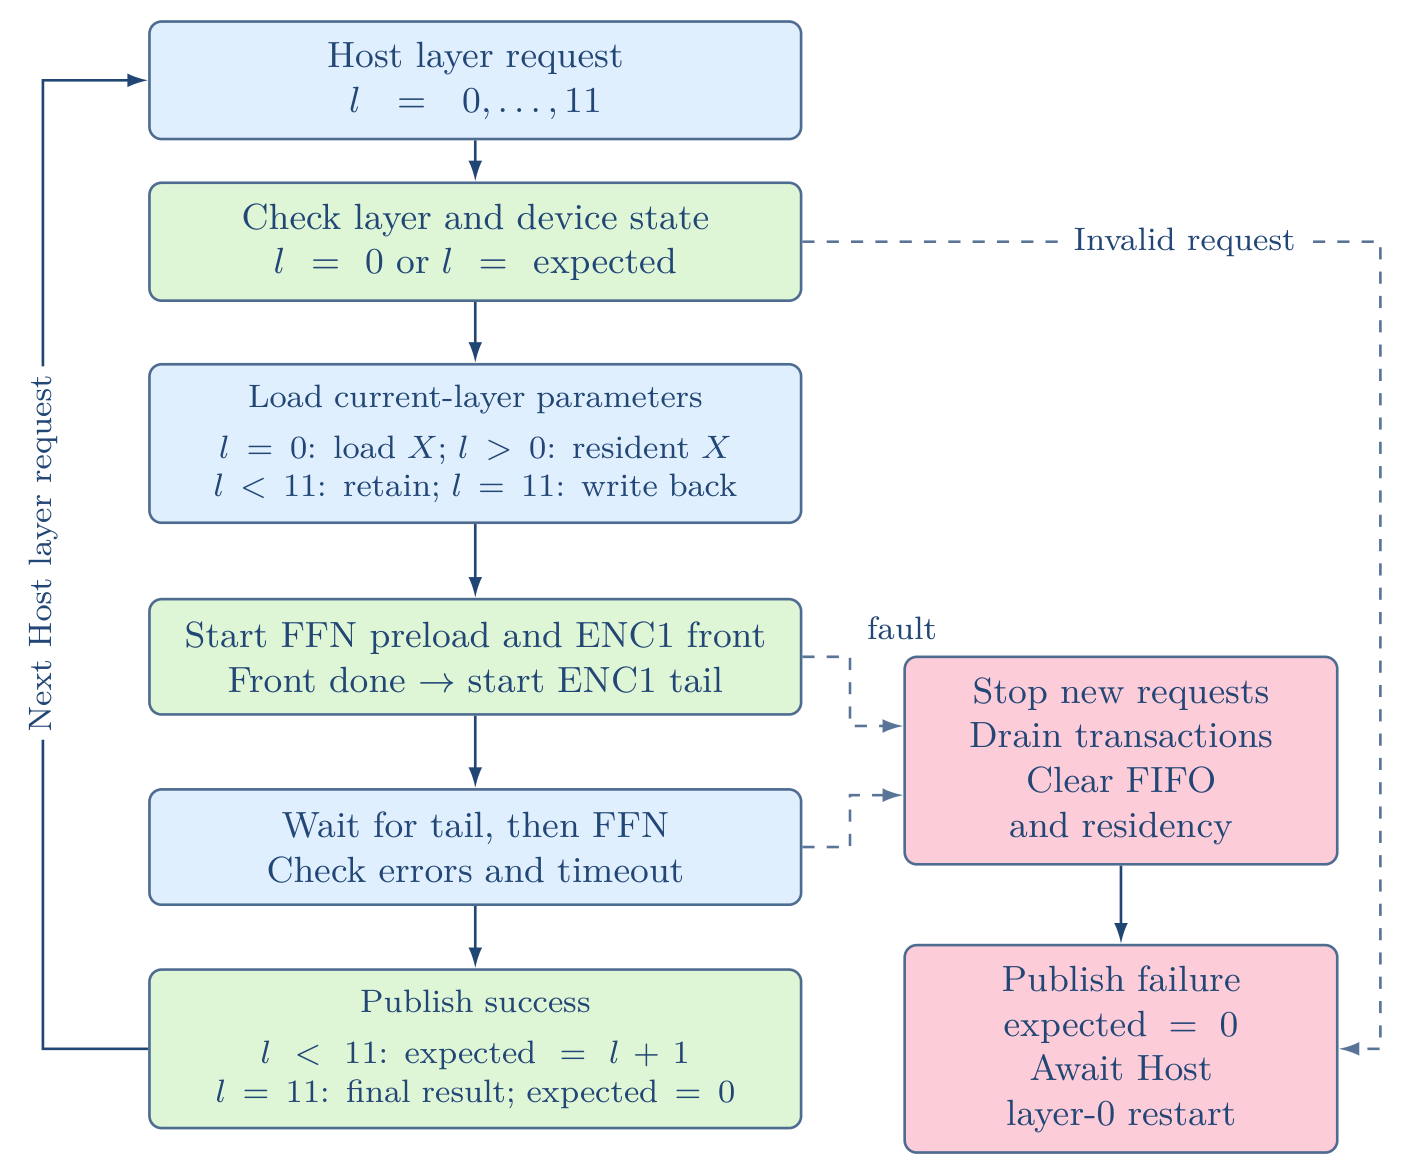 Host layer request
l = 0, . . . , 11
Check layer and device state
l = 0 or l = expected
Invalid request
Load current-layer parameters
l = 0: load X; l > 0: resident X
l < 11: retain; l = 11: write back
Next Host layer request
Start FFN preload and ENC1 front
Front done → start ENC1 tail
fault
Stop new requests
Drain transactions
Clear FIFO
and residency
Wait for tail, then FFN
Check errors and timeout
Publish success
l < 11: expected = l + 1
l = 11: final result; expected = 0
Publish failure
expected = 0
Await Host
layer-0 restart